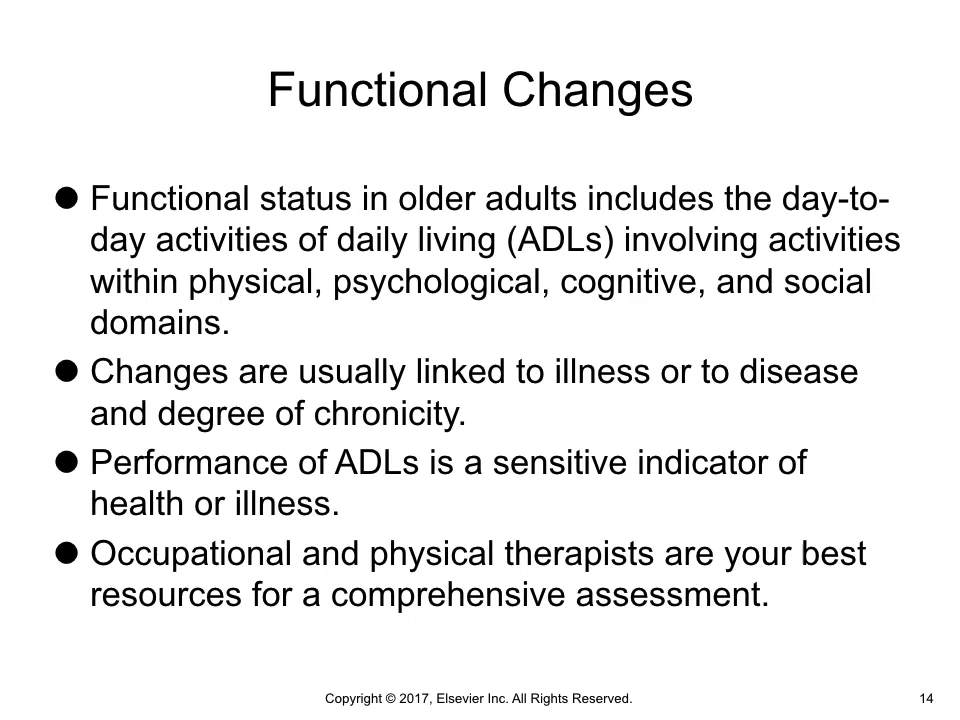 Functional Changes
● Functional status in older adults includes the day-to-
day activities of daily living (ADLs) involving activities
within physical, psychological, cognitive, and social
domains.
● Changes are usually linked to illness or to disease
and degree of chronicity.
● Performance of ADLs is a sensitive indicator of
health or illness.
● Occupational and physical therapists are your best
resources for a comprehensive assessment.
Copyright © 2017, Elsevier Inc. All Rights Reserved.
14